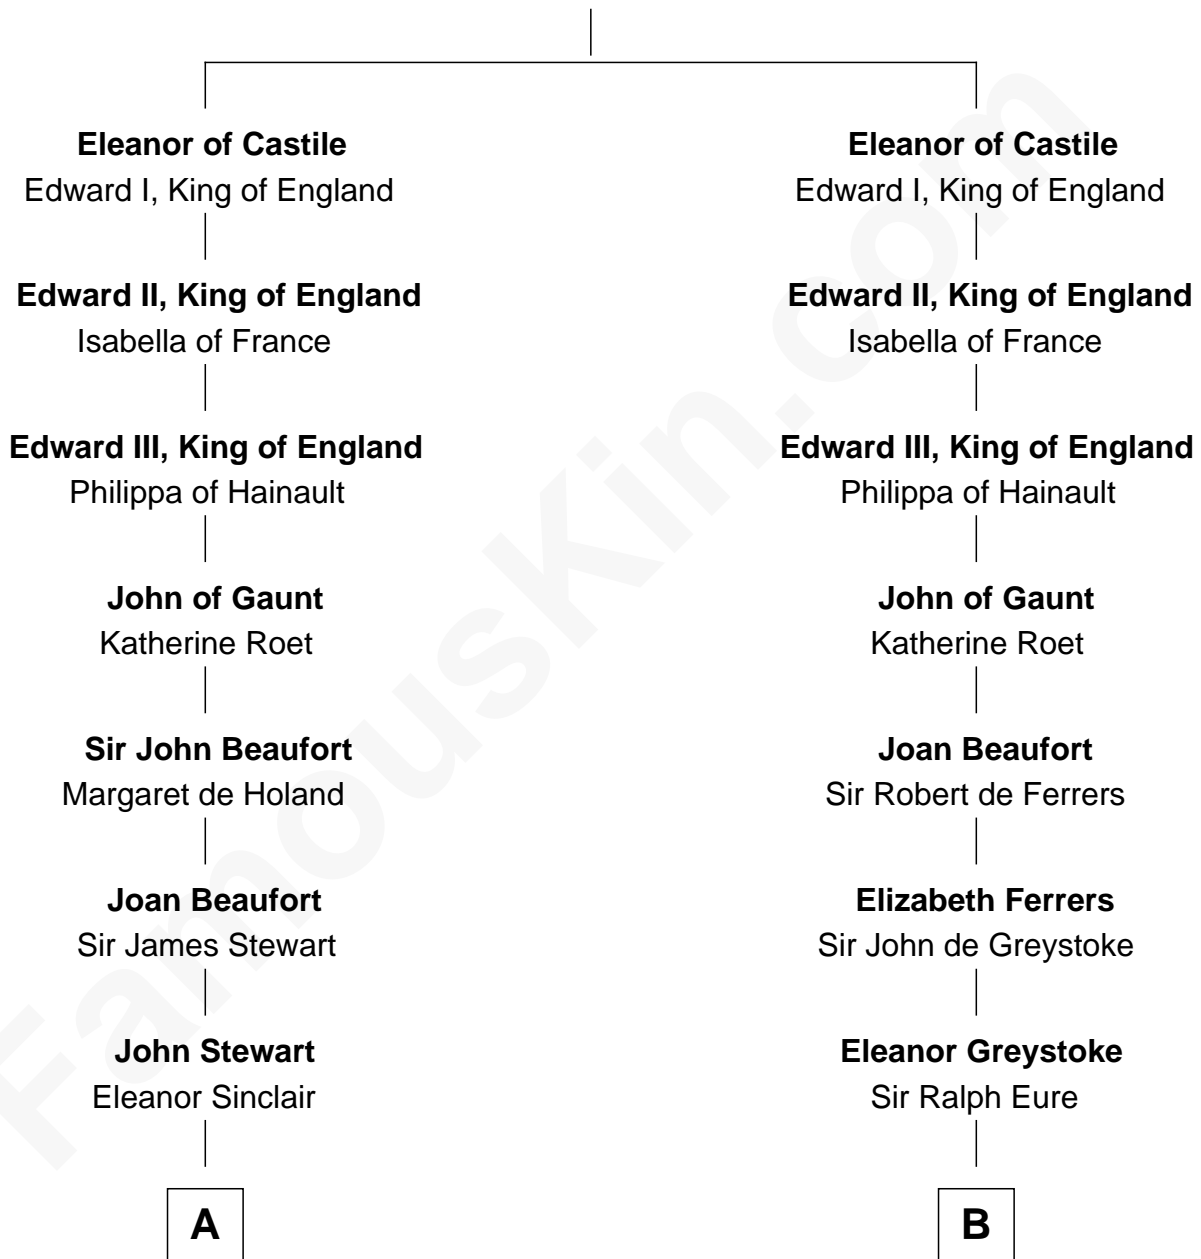 Eleanor of Castile
Edward I, King of England
Edward II, King of England
Isabella of France
Edward III, King of England
Philippa of Hainault
John of Gaunt
Katherine Roet
Sir John Beaufort
Margaret de Holand
Joan Beaufort
Sir James Stewart
John Stewart
Eleanor Sinclair
A
Eleanor of Castile
Edward I, King of England
Edward II, King of England
Isabella of France
Edward III, King of England
Philippa of Hainault
John of Gaunt
Katherine Roet
Joan Beaufort
Sir Robert de Ferrers
Elizabeth Ferrers
Sir John de Greystoke
Eleanor Greystoke
Sir Ralph Eure
B
FamousKin.com